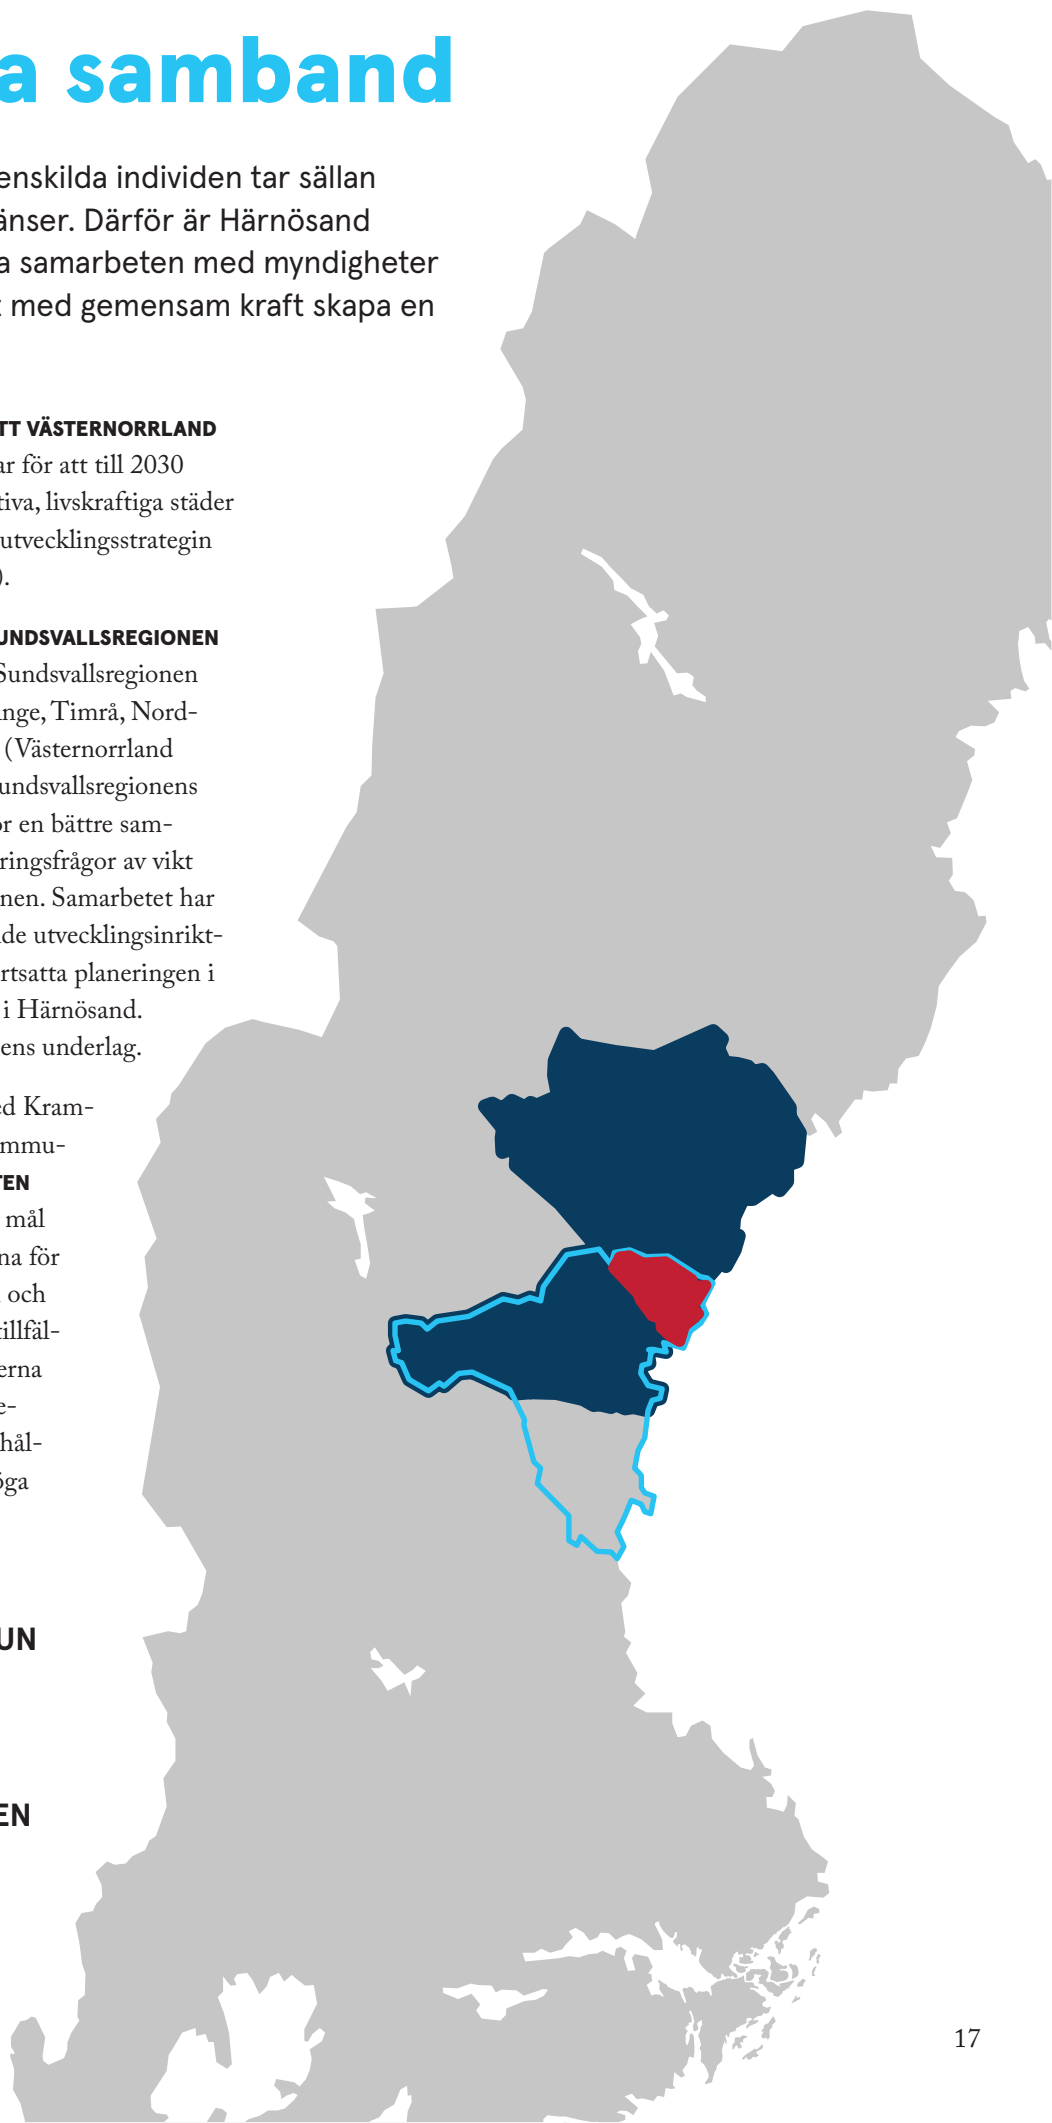 a samband
enskilda individen tar sällan
änser. Därför är Härnösand
a samarbeten med myndigheter
t med gemensam kraft skapa en
TT VÄSTERNORRLAND
ar för att till 2030
tiva, livskraftiga städer
utvecklingsstrategin
).
UNDSVALLSREGIONEN
Sundsvallsregionen
inge, Timrå, Nord-
(Västernorrland
undsvallsregionens
or en bättre sam-
ringsfrågor av vikt
nen. Samarbetet har
de utvecklingsinrikt-
rtsatta planeringen i
i Härnösand.
ens underlag.
ed Kram-
mmu-
TEN
mål
na för
och
tillfäl-
erna
e-
hål-
öga
UN
EN
17